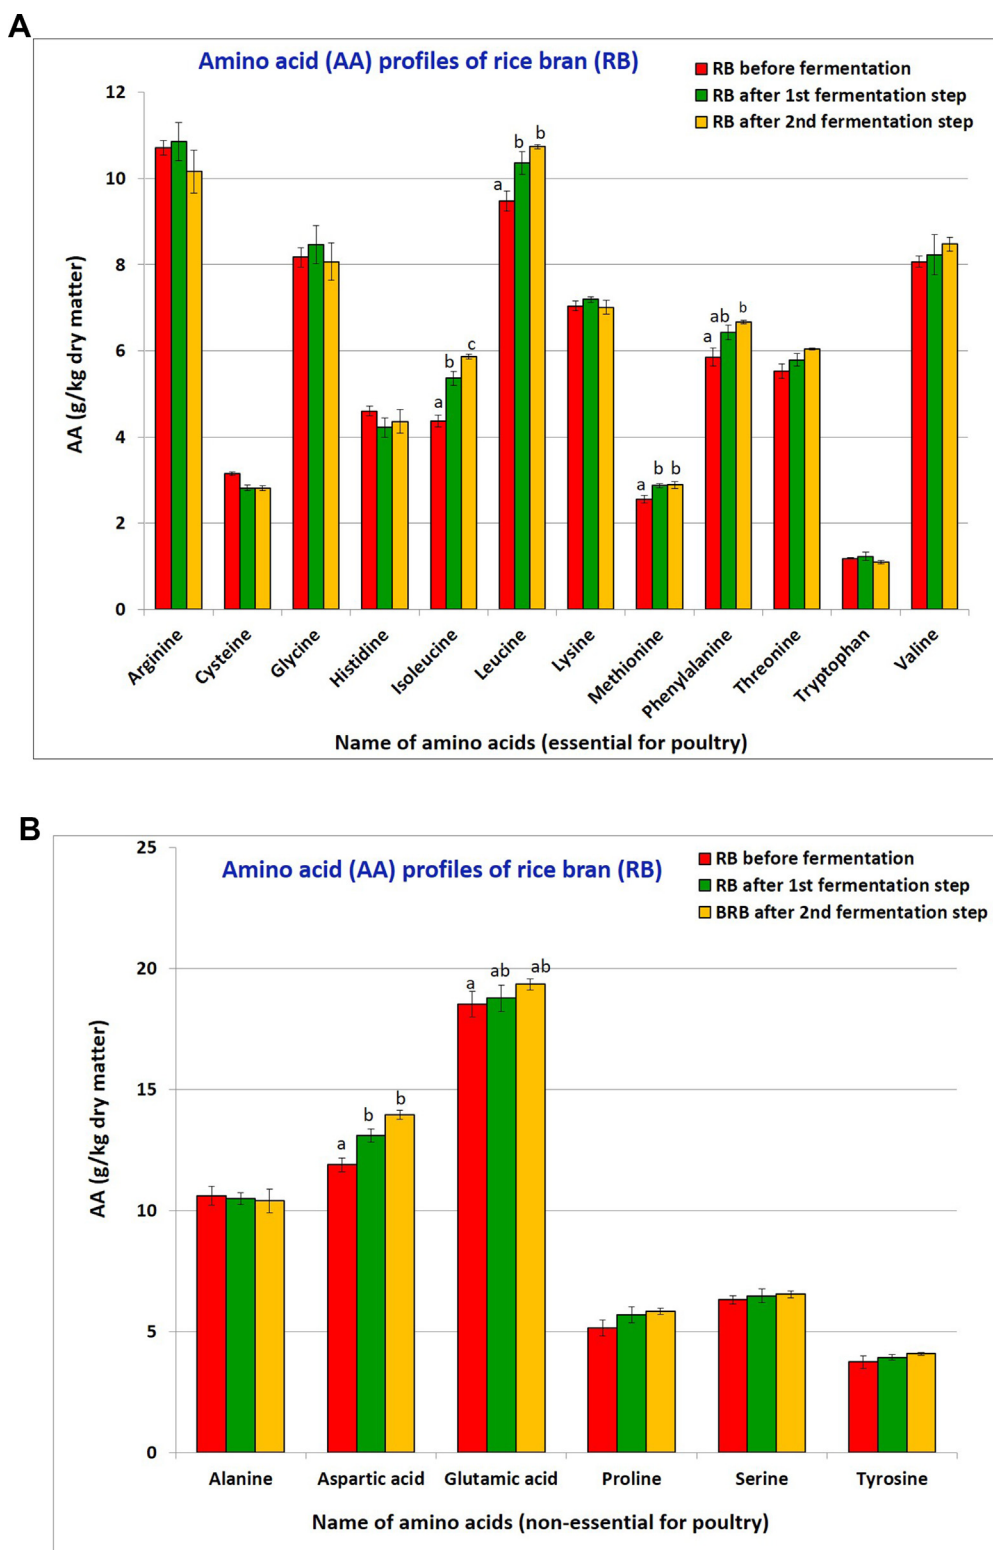 A
Amino acid (AA) profiles of rice bran (RB)
RB before fermentation
RB after 1st fermentation step
RB after 2nd fermentation step
12
10
8
6
4
2
0
AA (g/kg dry matter)
a b b
a b c
a b b
a ab b
Arginine
Cysteine
Glycine
Histidine
Isoleucine
Leucine
Lysine
Methionine
Phenylalanine
Threonine
Tryptophan
Valine
Name of amino acids (essential for poultry)
B
Amino acid (AA) profiles of rice bran (RB)
RB before fermentation
RB after 1st fermentation step
BRB after 2nd fermentation step
25
20
15
10
5
0
AA (g/kg dry matter)
a b b
a ab ab
Alanine
Aspartic acid
Glutamic acid
Proline
Serine
Tyrosine
Name of amino acids (non-essential for poultry)